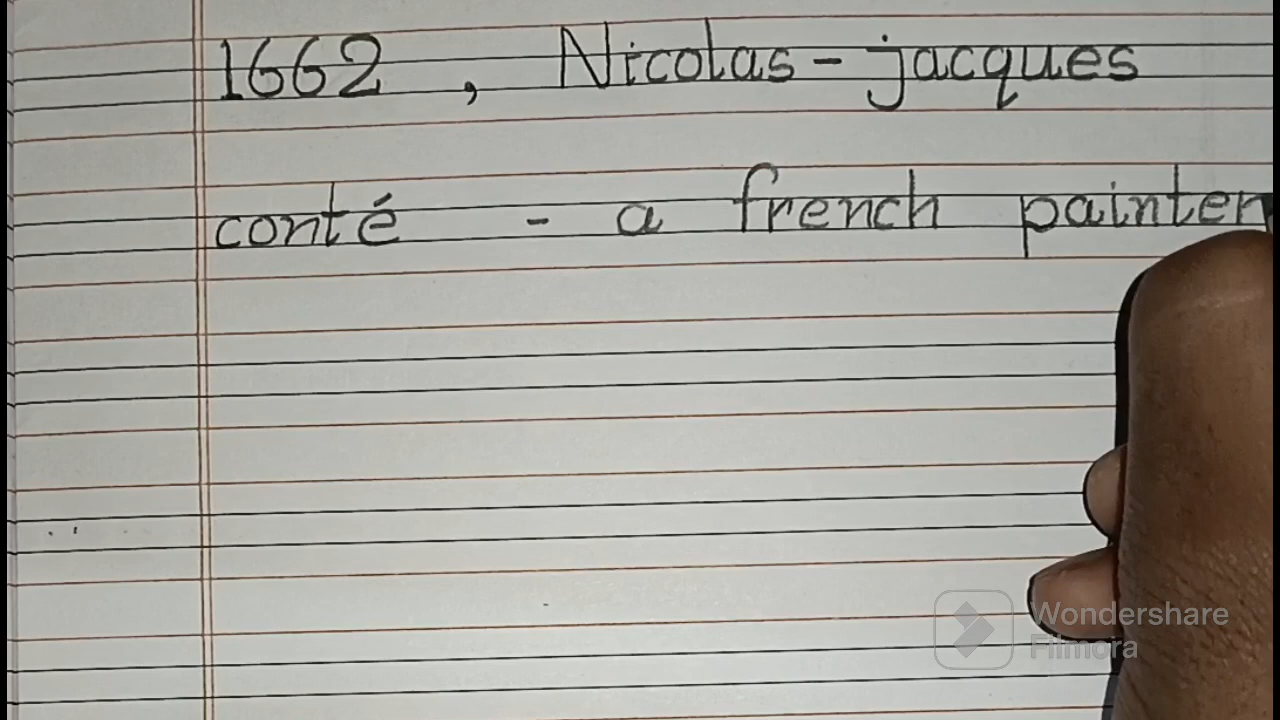 1662 , Nicolas - jacques
conté - a french painter
Wondershare
Filmora